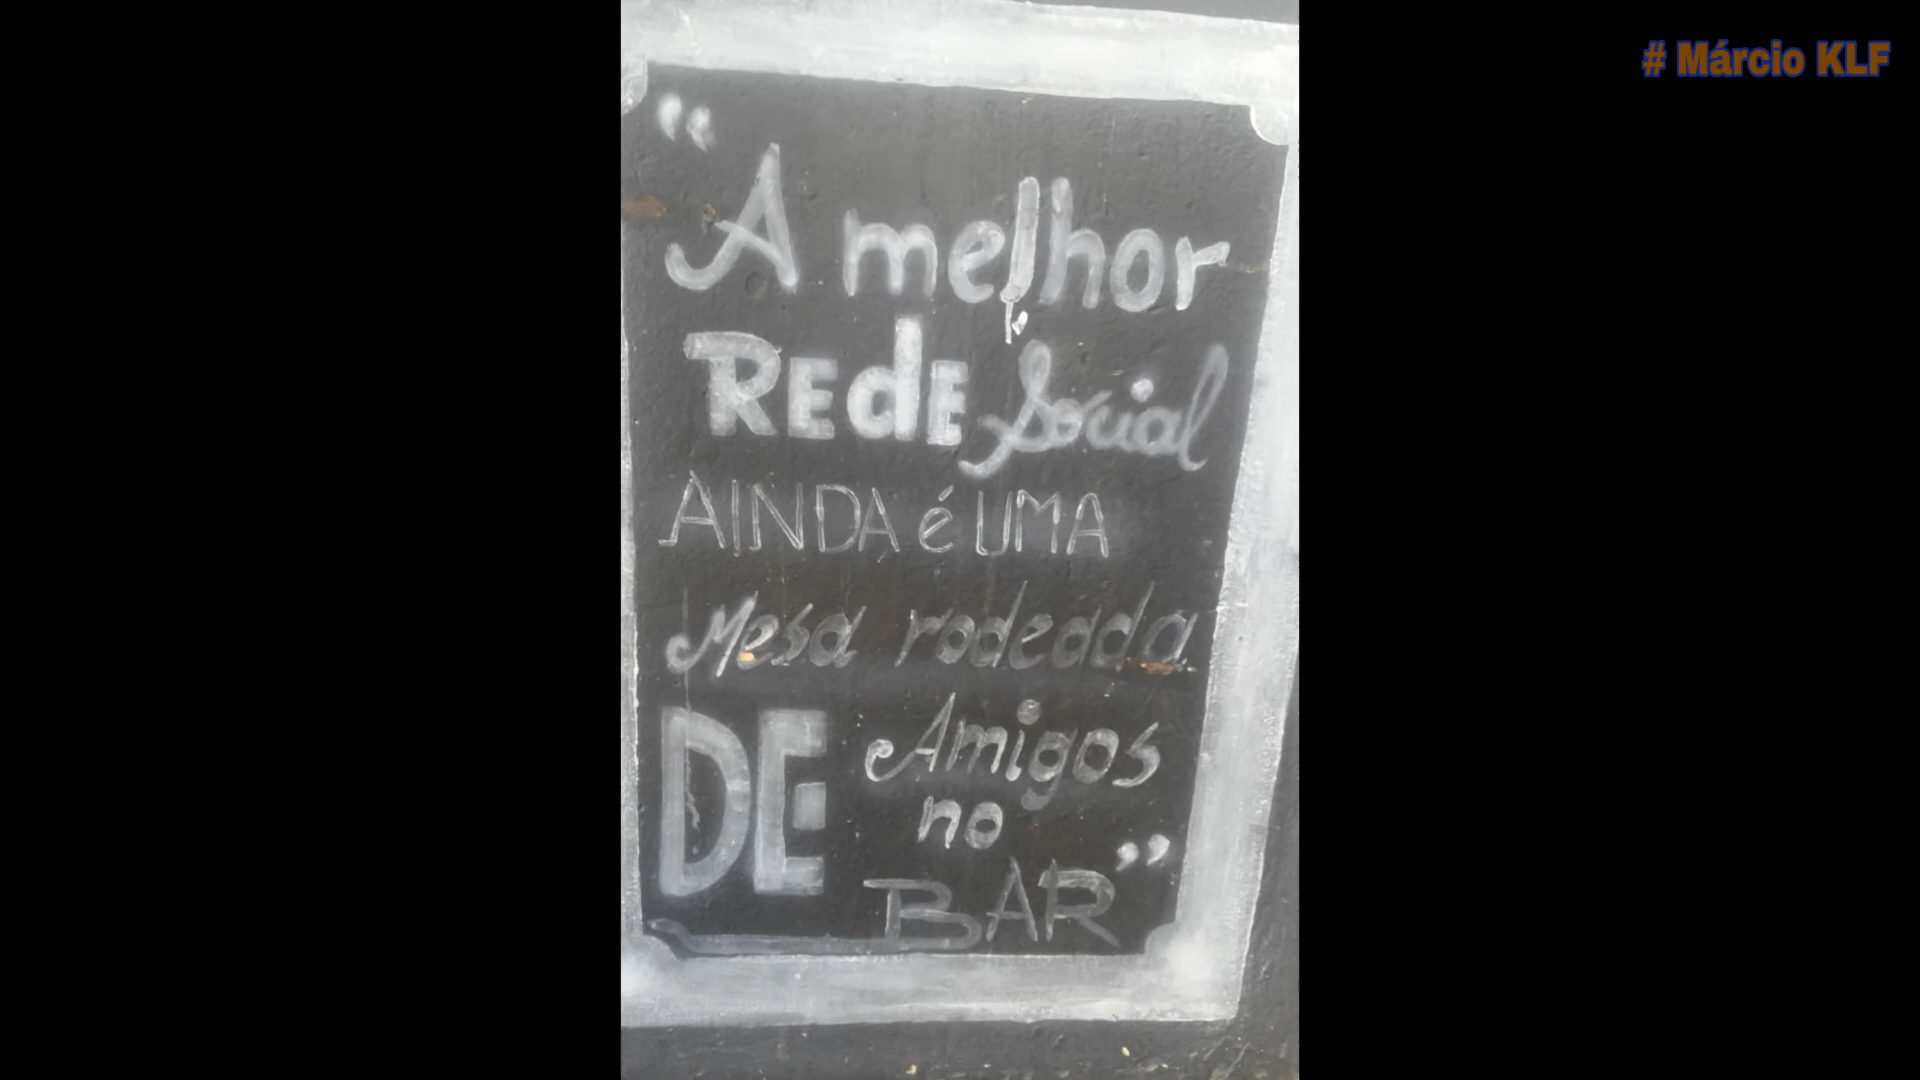 # Márcio KLF
"A melhor
REdE Social
AINDA é UMA
Mesa rodeada
DE Amigos
no
BAR"